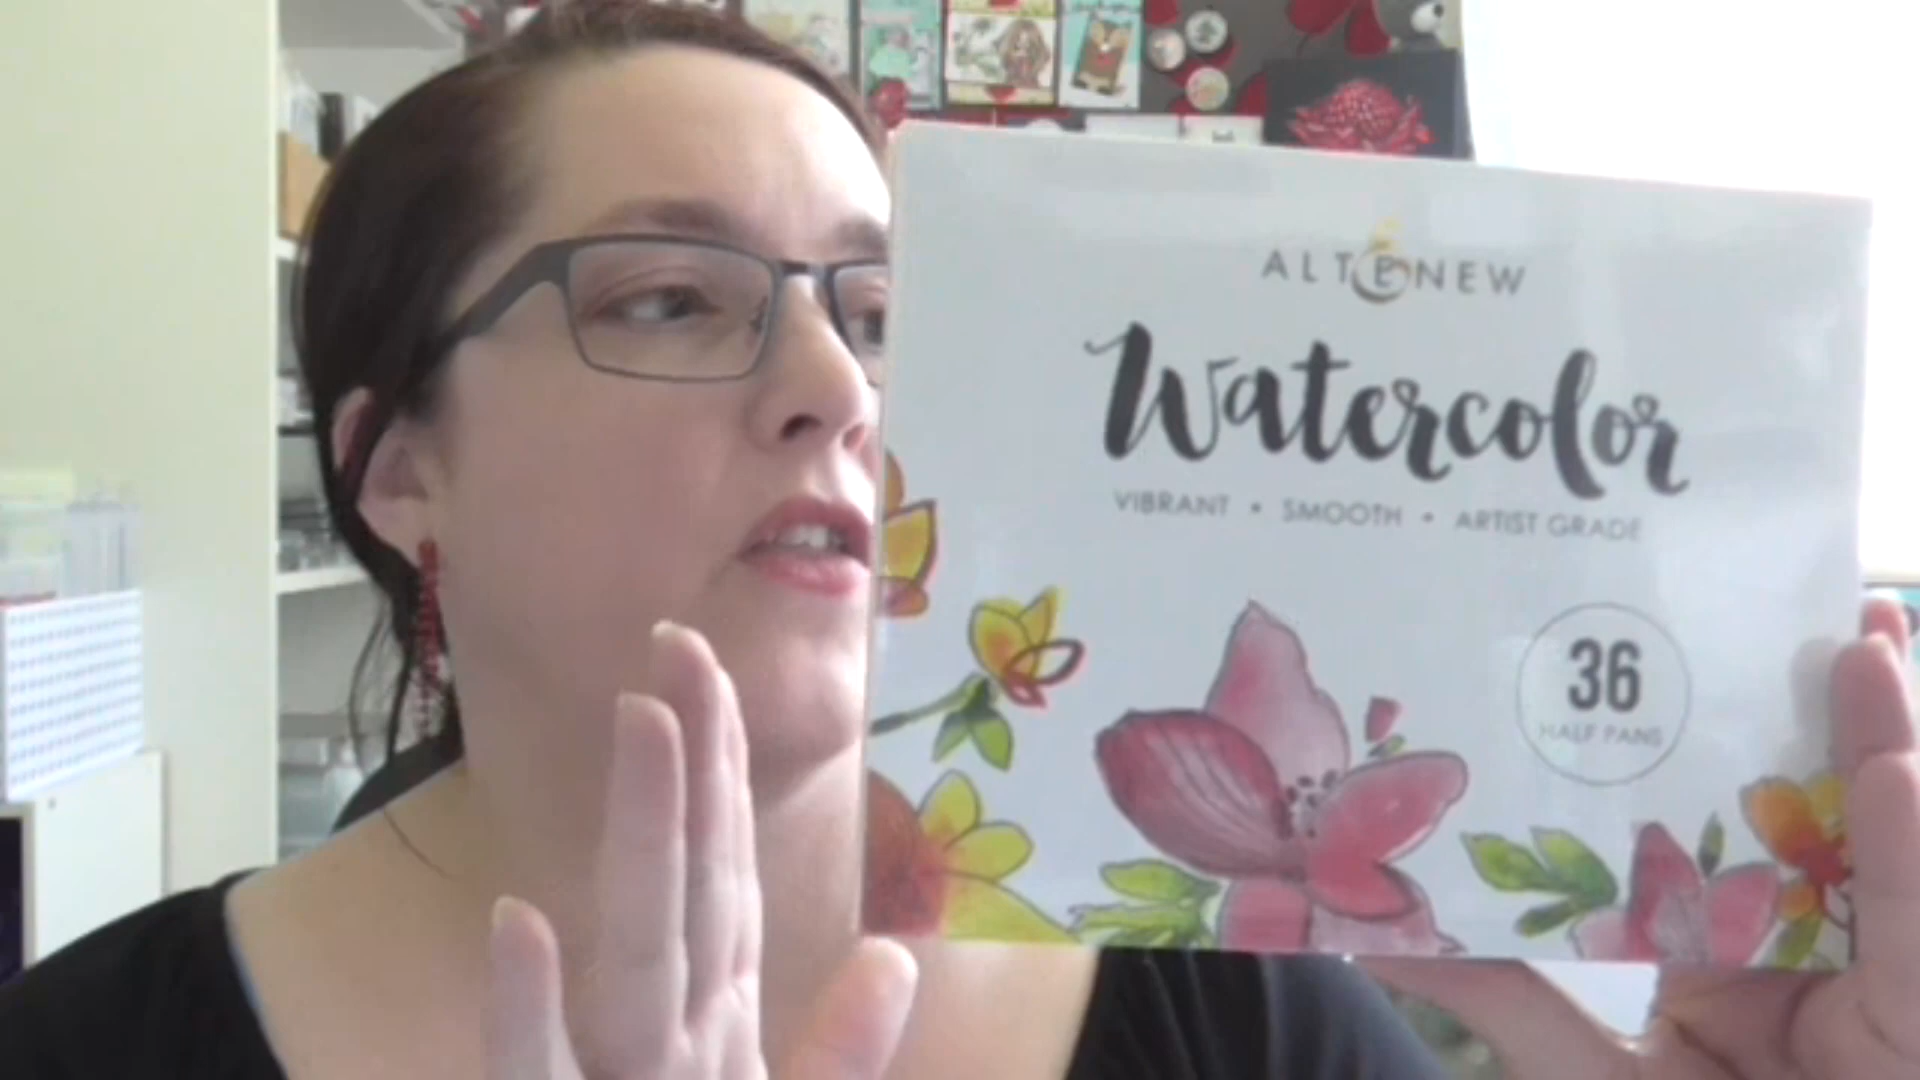 ALTENEW
Watercolor
VIBRANT • SMOOTH • ARTIST GRADE
36
HALF PANS